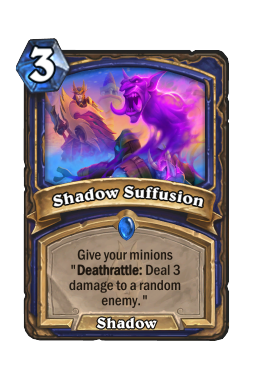 3
Shadow Suffusion
Give your minions
"Deathrattle: Deal 3
damage to a random
enemy."
Shadow